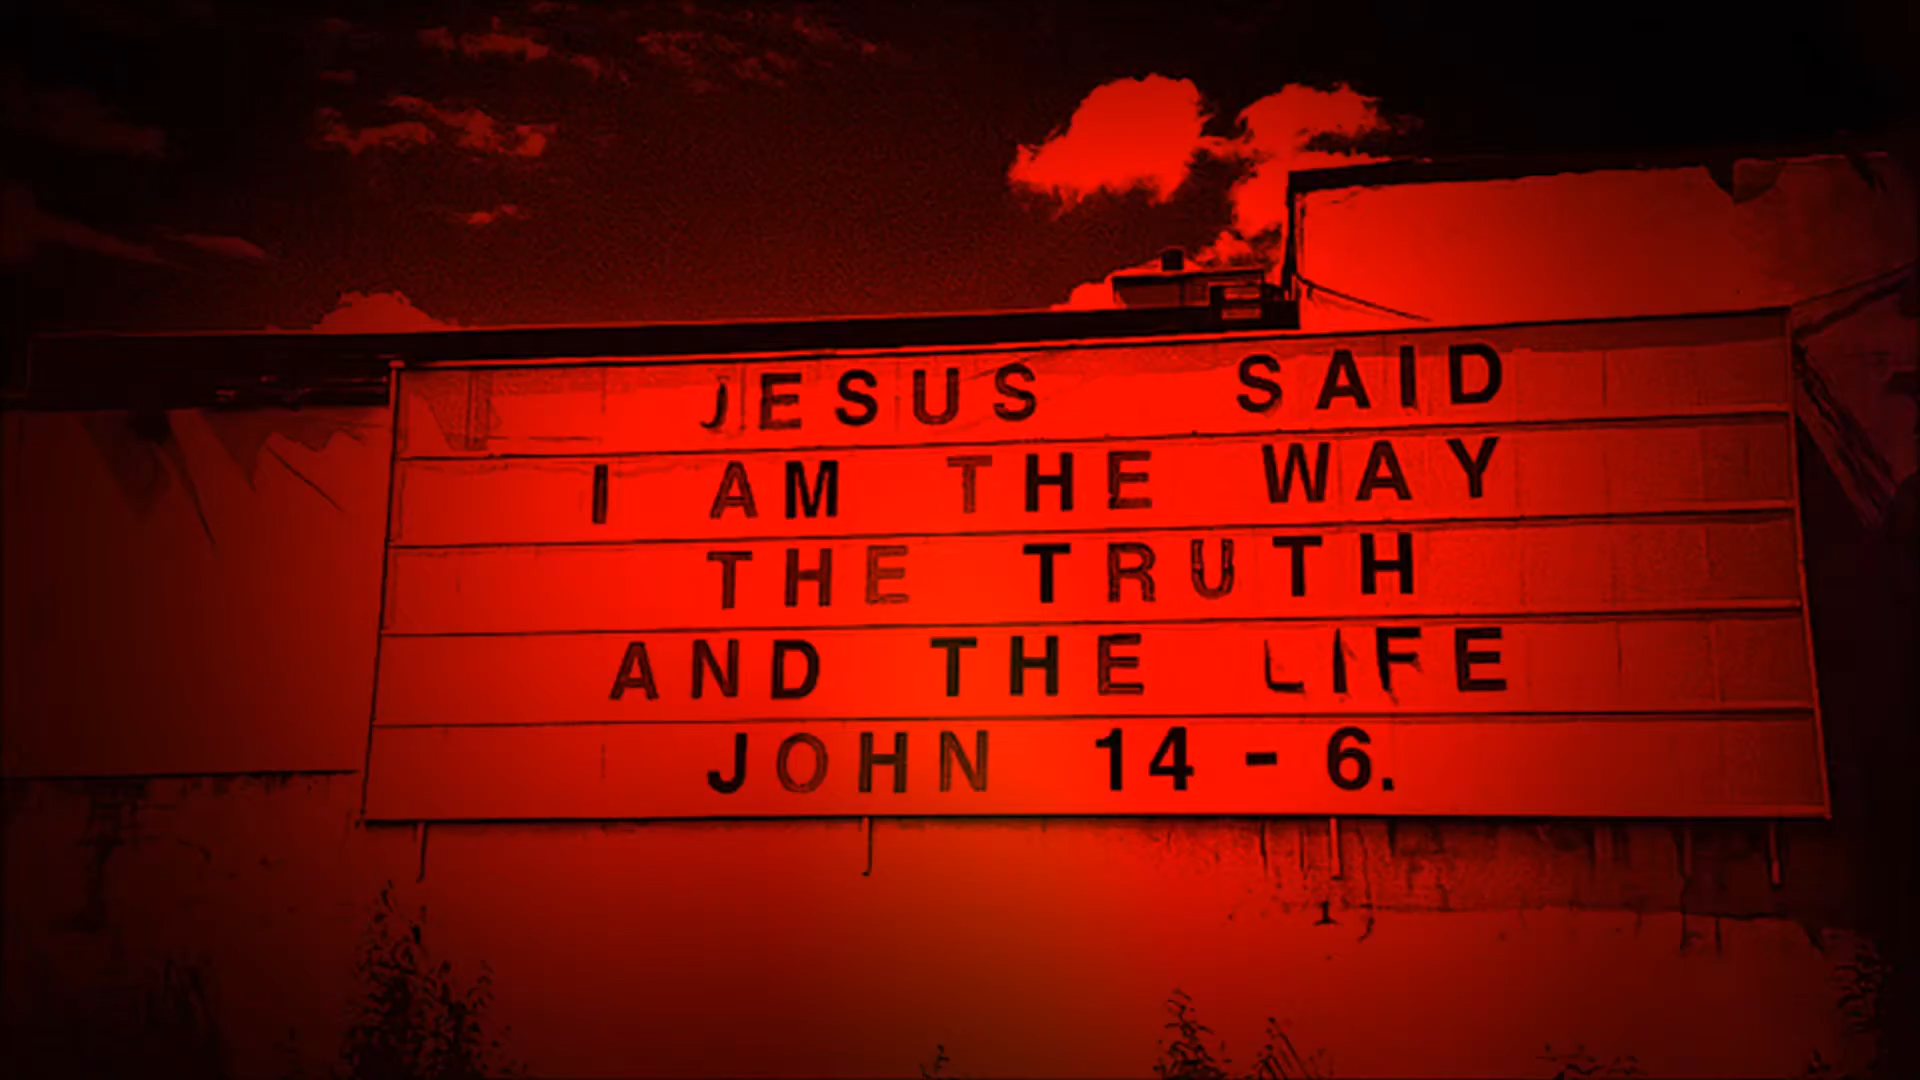 JESUS SAID
I AM THE WAY
THE TRUTH
AND THE LIFE
JOHN 14 - 6.